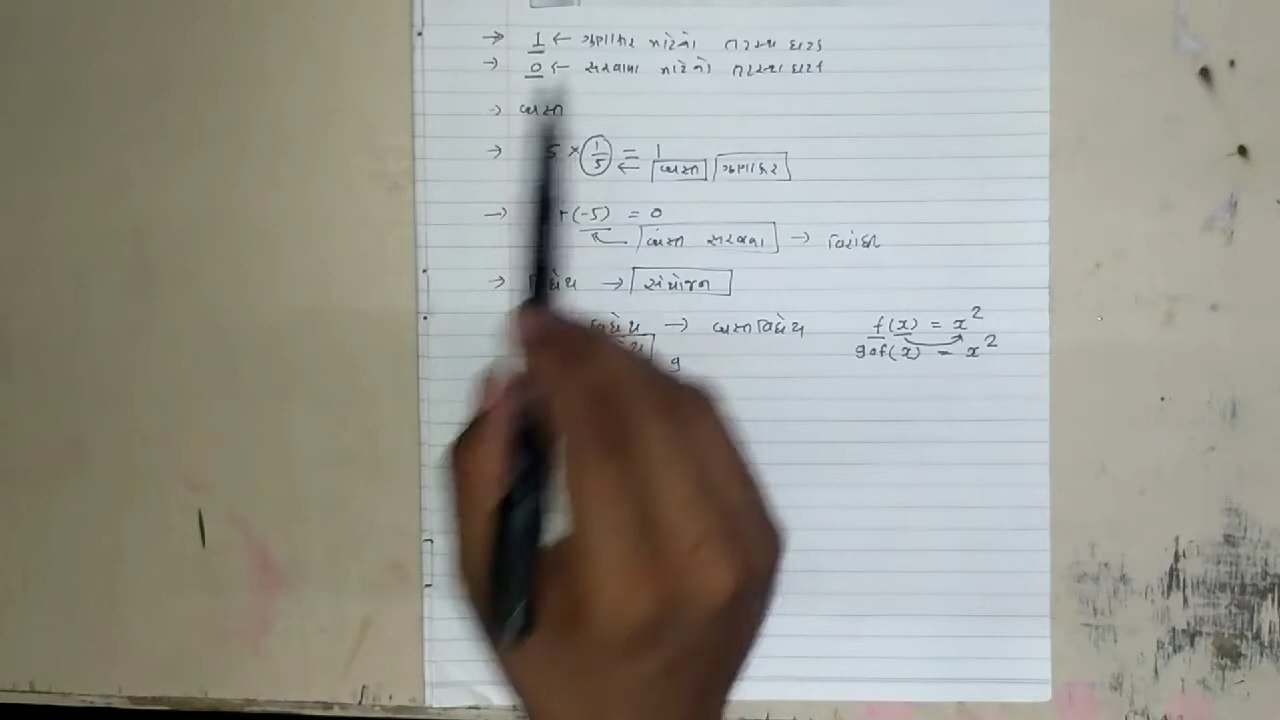 → 1 ← ગુણાકાર માટેનો તટસ્થ ઘટક
→ 0 ← સરવાળા માટેનો તટસ્થ ઘટક
→ વ્યસ્ત
→ 5 × 1/5 = 1
← વ્યસ્ત ગુણાકાર
→ + (-5) = 0
વ્યસ્ત સરવાળા → વિરોધી
→ વિધેય → સંયોજન
વિધેય → વ્યસ્તવિધેય
g
f(x) = x²
gof(x) = x²